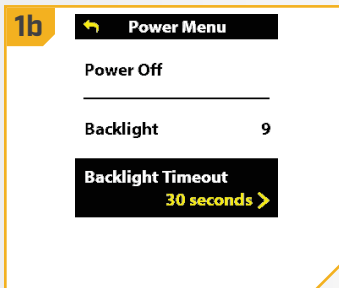 1b
Power Menu
Power Off
Backlight 9
Backlight Timeout
30 seconds